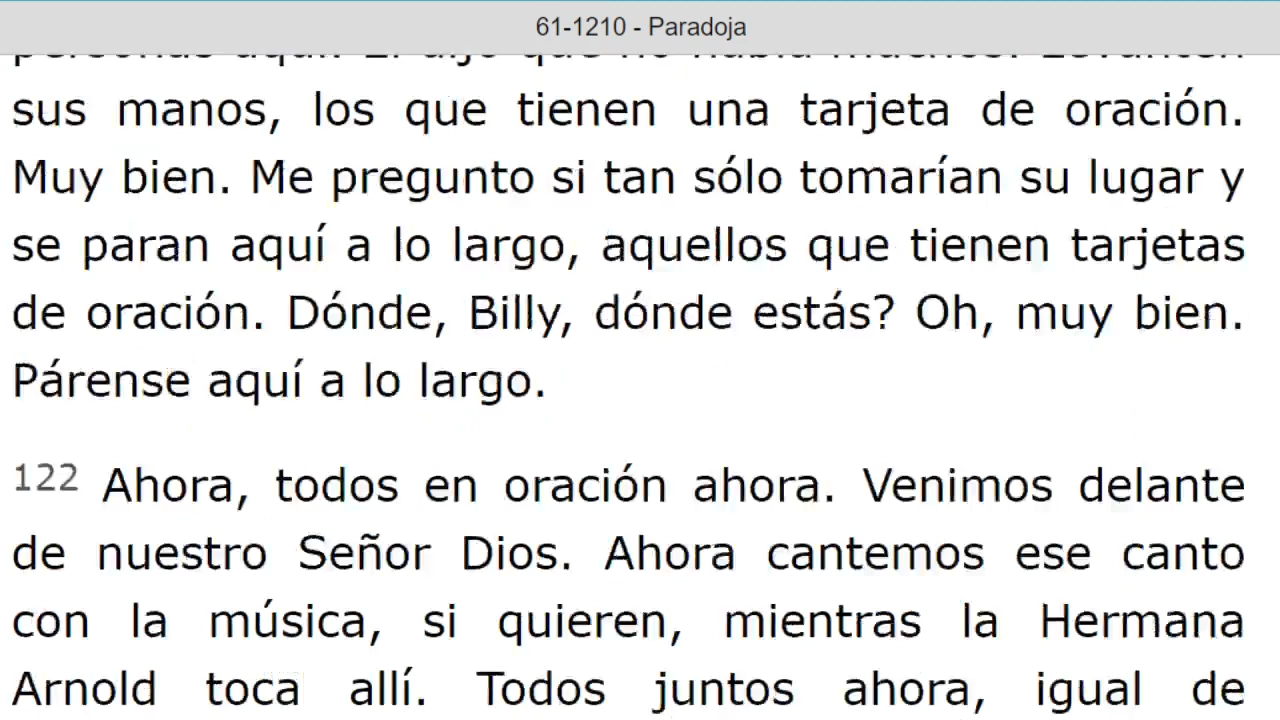 61-1210 - Paradoja
sus manos, los que tienen una tarjeta de oración.
Muy bien. Me pregunto si tan sólo tomarían su lugar y
se paran aquí a lo largo, aquellos que tienen tarjetas
de oración. Dónde, Billy, dónde estás? Oh, muy bien.
Párense aquí a lo largo.
122 Ahora, todos en oración ahora. Venimos delante
de nuestro Señor Dios. Ahora cantemos ese canto
con la música, si quieren, mientras la Hermana
Arnold toca allí. Todos juntos ahora, igual de